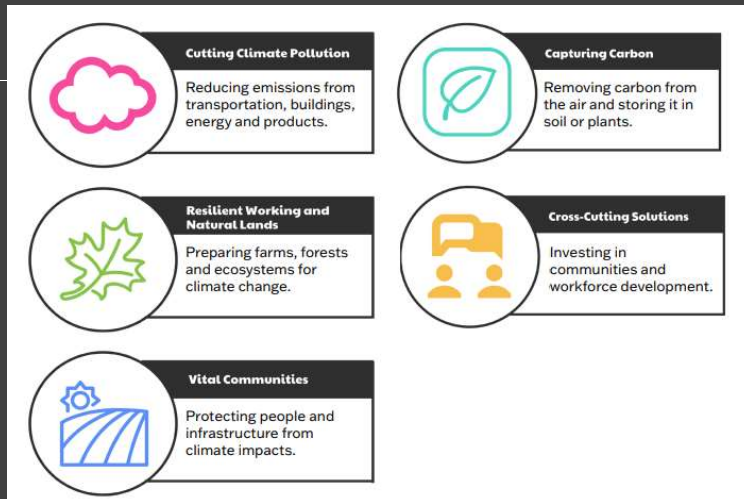 Cutting Climate Pollution
Reducing emissions from
transportation, buildings,
energy and products.
Capturing Carbon
Removing carbon from
the air and storing it in
soil or plants.
Resilient Working and
Natural Lands
Preparing farms, forests
and ecosystems for
climate change.
Cross-Cutting Solutions
Investing in
communities and
workforce development.
Vital Communities
Protecting people and
infrastructure from
climate impacts.